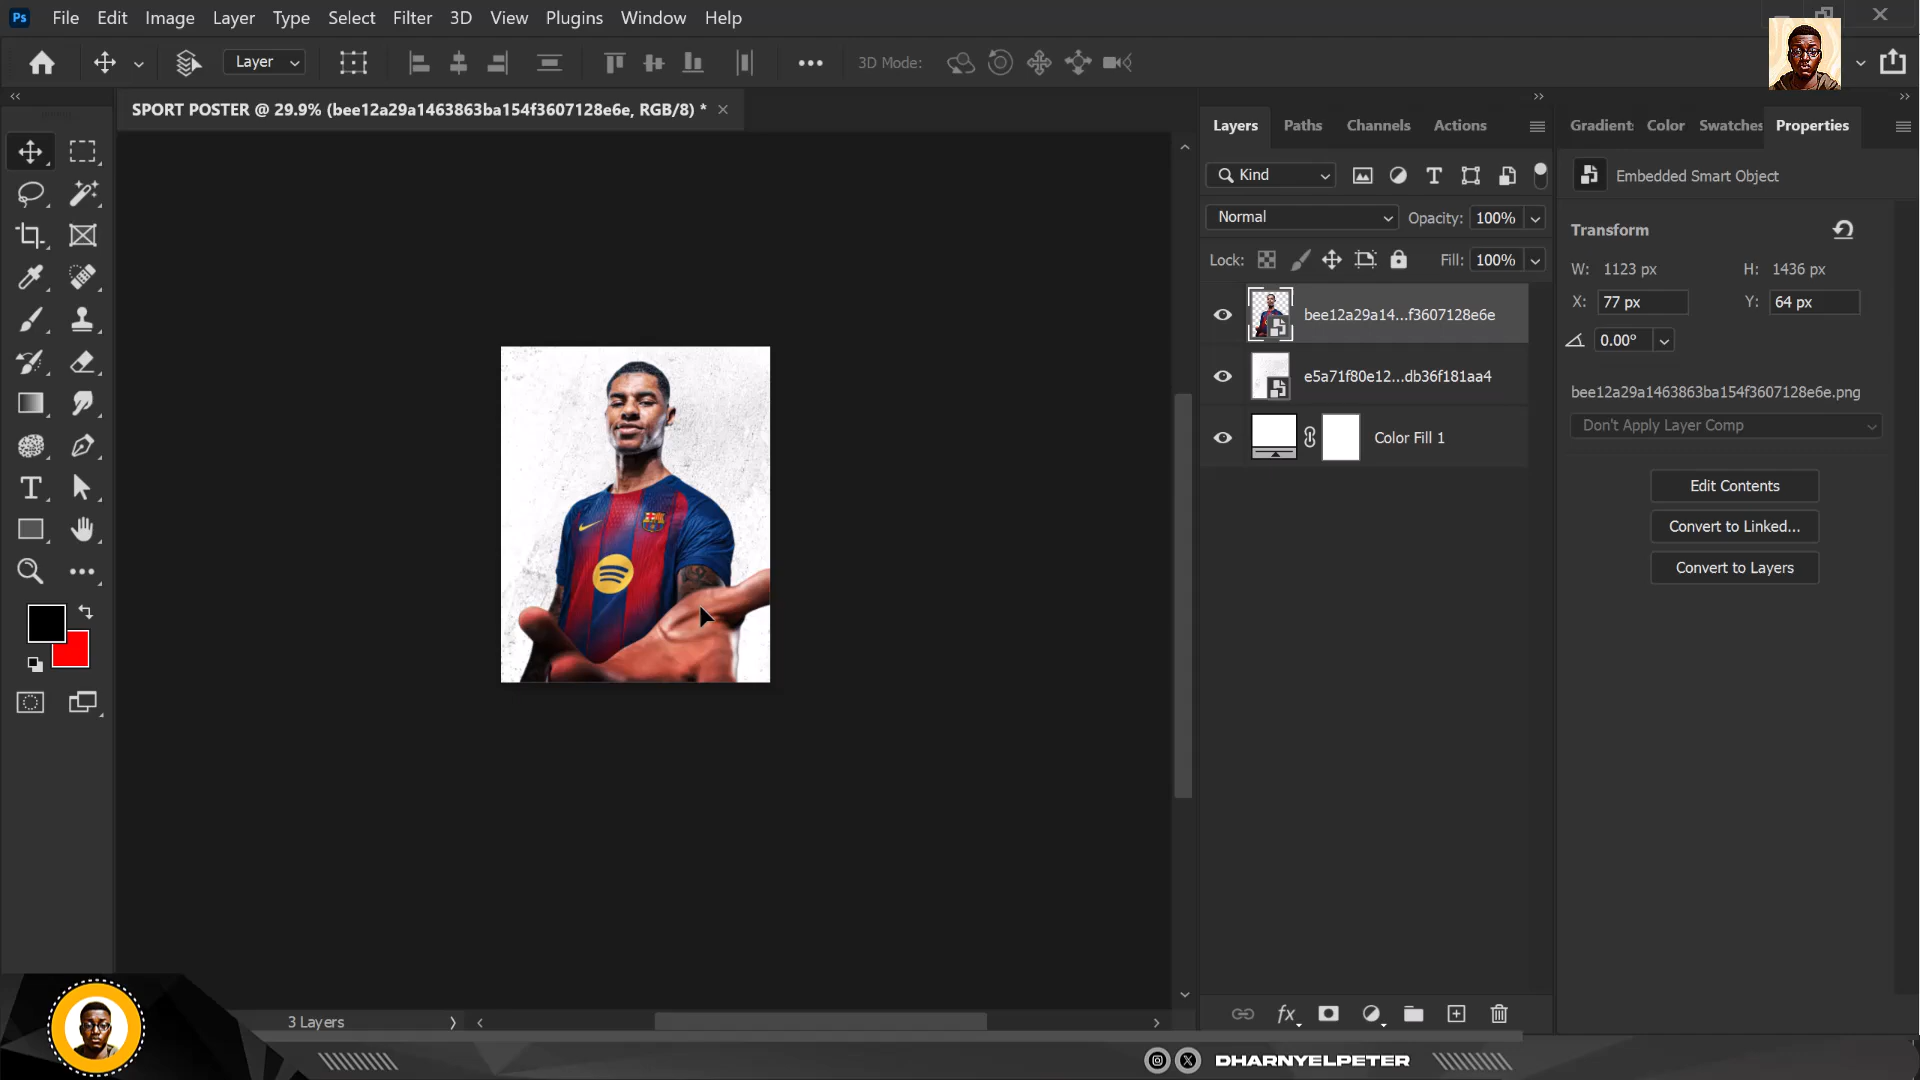 Ps File Edit Image Layer Type Select Filter 3D View Plugins Window Help
Layer 3D Mode:
SPORT POSTER @ 29.9% (bee12a29a1463863ba154f3607128e6e, RGB/8) *
Layers Paths Channels Actions
Gradient: Color Swatches Properties
Kind
Embedded Smart Object
Normal Opacity: 100%
Transform
Lock: Fill: 100%
W: 1123 px H: 1436 px
X: 77 px Y: 64 px
bee12a29a14...f3607128e6e
0.00°
e5a71f80e12...db36f181aa4
bee12a29a1463863ba154f3607128e6e.png
Don't Apply Layer Comp
Color Fill 1
Edit Contents
Convert to Linked...
Convert to Layers
3 Layers
fx
DHARNYELPETER